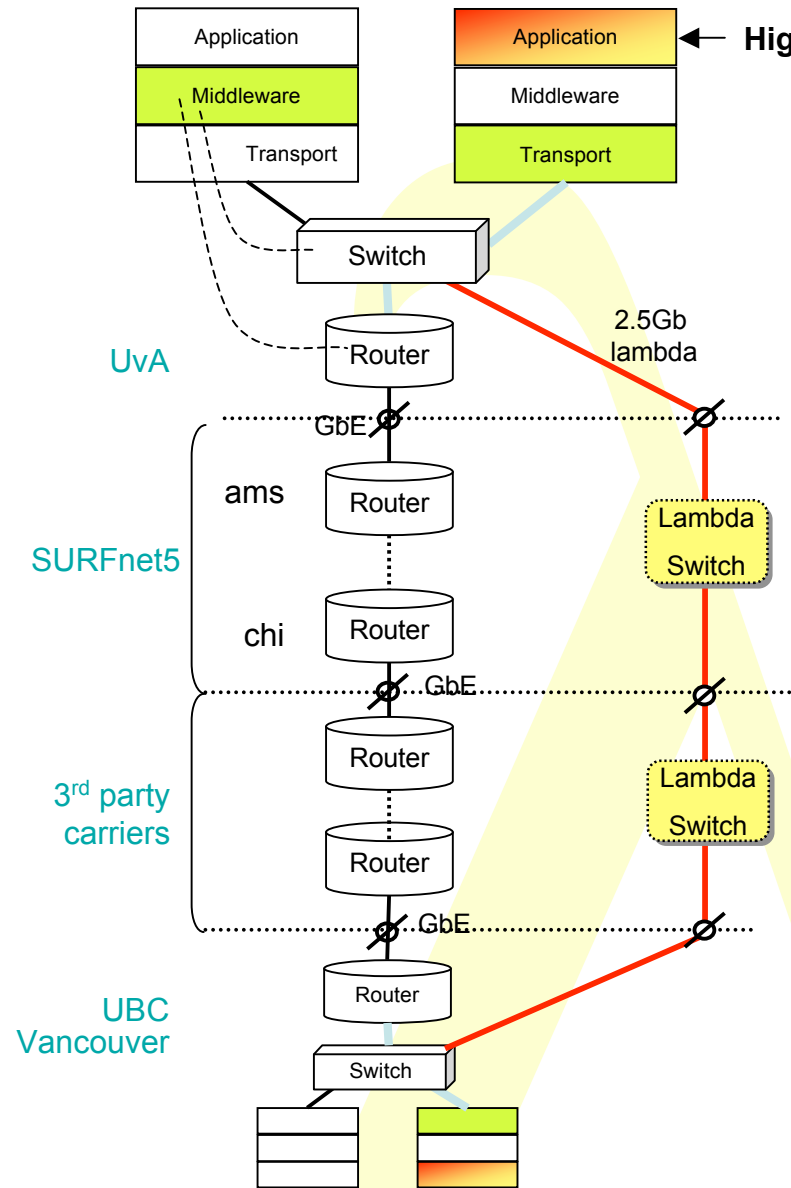 Application
Application
Hig
Middleware
Middleware
Transport
Transport
Switch
2.5Gb
lambda
Router
UvA
GbE
ams
Router
Lambda
Switch
SURFnet5
chi
Router
GbE
Router
Lambda
Switch
3rd party
carriers
Router
GbE
Router
UBC
Vancouver
Switch